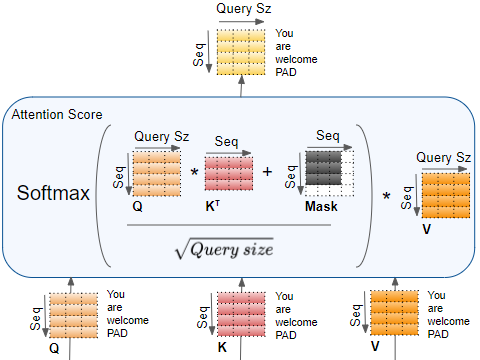 Query Sz
Seq
You
are
welcome
PAD
Attention Score
Softmax
Query Sz
Seq
Q
*
Seq
Kᵀ
+
Seq
Seq
Mask
√Query size
*
Query Sz
Seq
V
Seq
Q
You
are
welcome
PAD
Seq
K
You
are
welcome
PAD
Seq
V
You
are
welcome
PAD